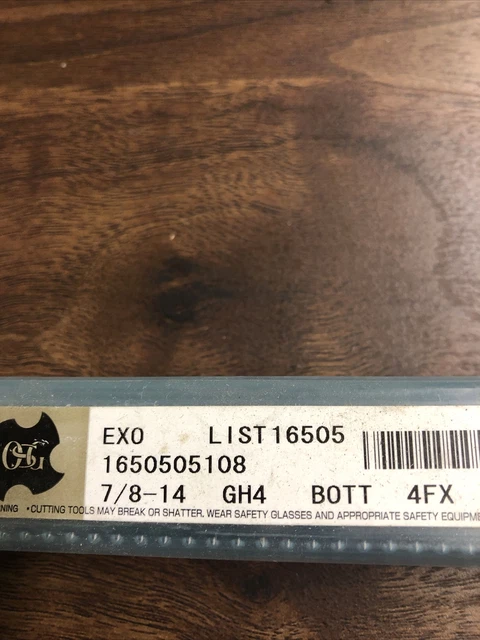 EXO LIST16505
1650505108
7/8-14 GH4 BOTT 4FX
OSG
NING •CUTTING TOOLS MAY BREAK OR SHATTER. WEAR SAFETY GLASSES AND APPROPRIATE SAFETY EQUIPME